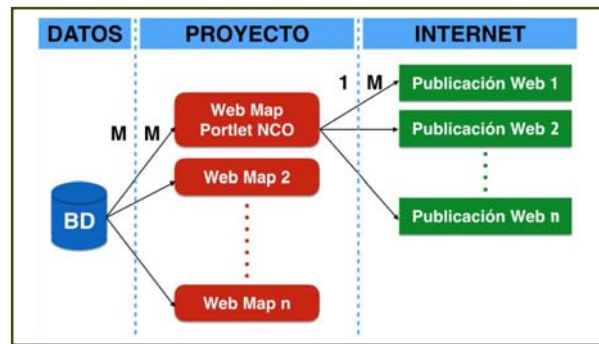 DATOS
PROYECTO
INTERNET
1 M
Publicación Web 1
Web Map
Portlet NCO
Publicación Web 2
M M
Web Map 2
BD
Publicación Web n
Web Map n